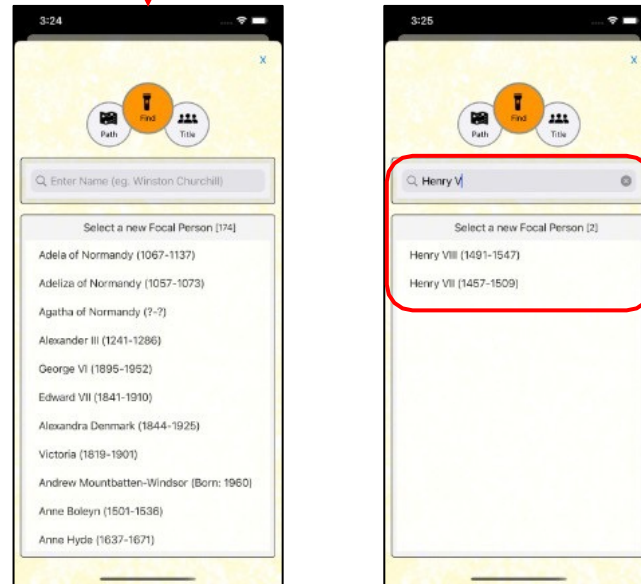 3:24
x
Path
Find
Title
Enter Name (eg. Winston Churchill)
Select a new Focal Person [174]
Adela of Normandy (1067-1137)
Adeliza of Normandy (1057-1073)
Agatha of Normandy (?-?)
Alexander III (1241-1286)
George VI (1895-1952)
Edward VII (1841-1910)
Alexandra Denmark (1844-1925)
Victoria (1819-1901)
Andrew Mountbatten-Windsor (Born: 1960)
Anne Boleyn (1501-1536)
Anne Hyde (1637-1671)
3:25
x
Path
Find
Title
Henry V
Select a new Focal Person [2]
Henry VIII (1491-1547)
Henry VII (1457-1509)